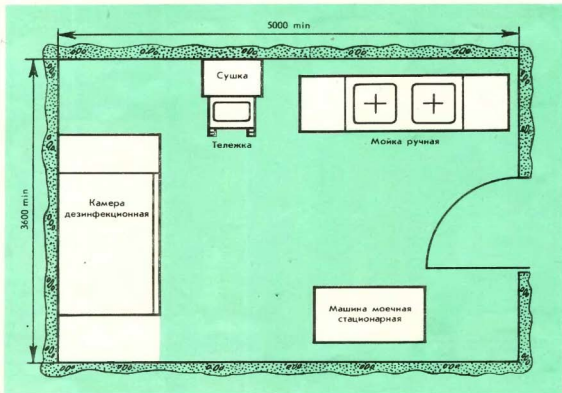 5000 min
Сушка
Тележка
Мойка ручная
3600 min
Камера
дезинфекционная
Машина моечная
стационарная